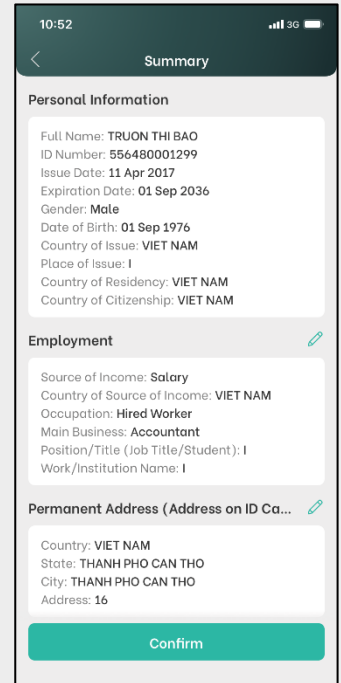 10:52
3G
Summary
Personal Information
Full Name: TRUON THI BAO
ID Number: 556480001299
Issue Date: 11 Apr 2017
Expiration Date: 01 Sep 2036
Gender: Male
Date of Birth: 01 Sep 1976
Country of Issue: VIET NAM
Place of Issue: I
Country of Residency: VIET NAM
Country of Citizenship: VIET NAM
Employment
Source of Income: Salary
Country of Source of Income: VIET NAM
Occupation: Hired Worker
Main Business: Accountant
Position/Title (Job Title/Student): I
Work/Institution Name: I
Permanent Address (Address on ID Ca...
Country: VIET NAM
State: THANH PHO CAN THO
City: THANH PHO CAN THO
Address: 16
Confirm